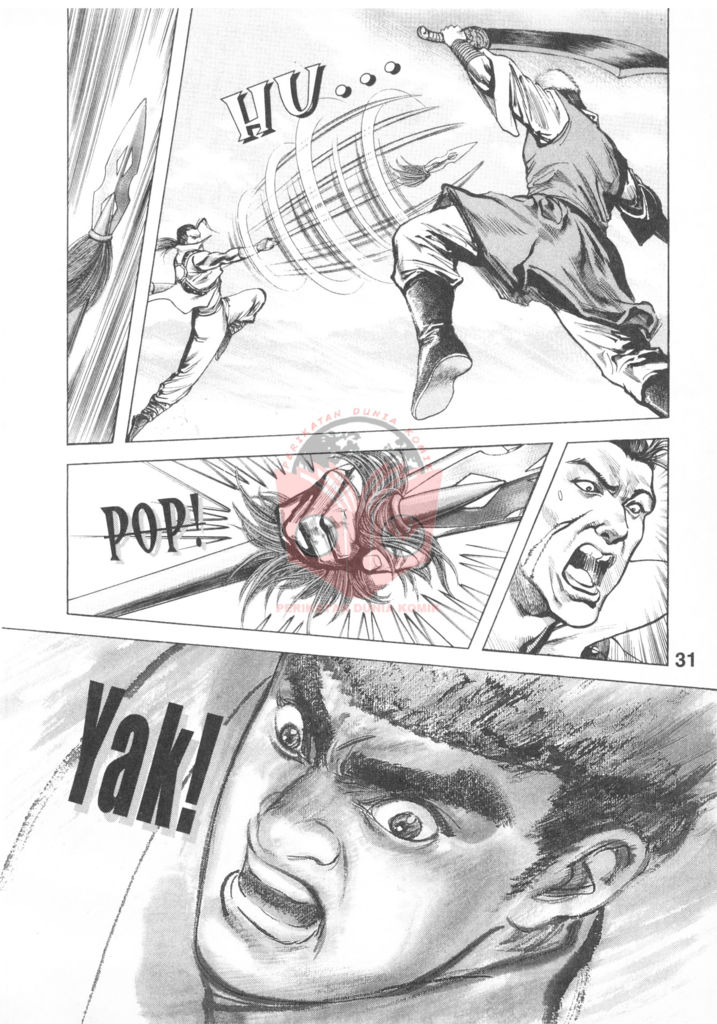 HU...
PERIKATAN DUNIA KOMIK
POP!
PERIKATAN DUNIA KOMIK
31
Yak!